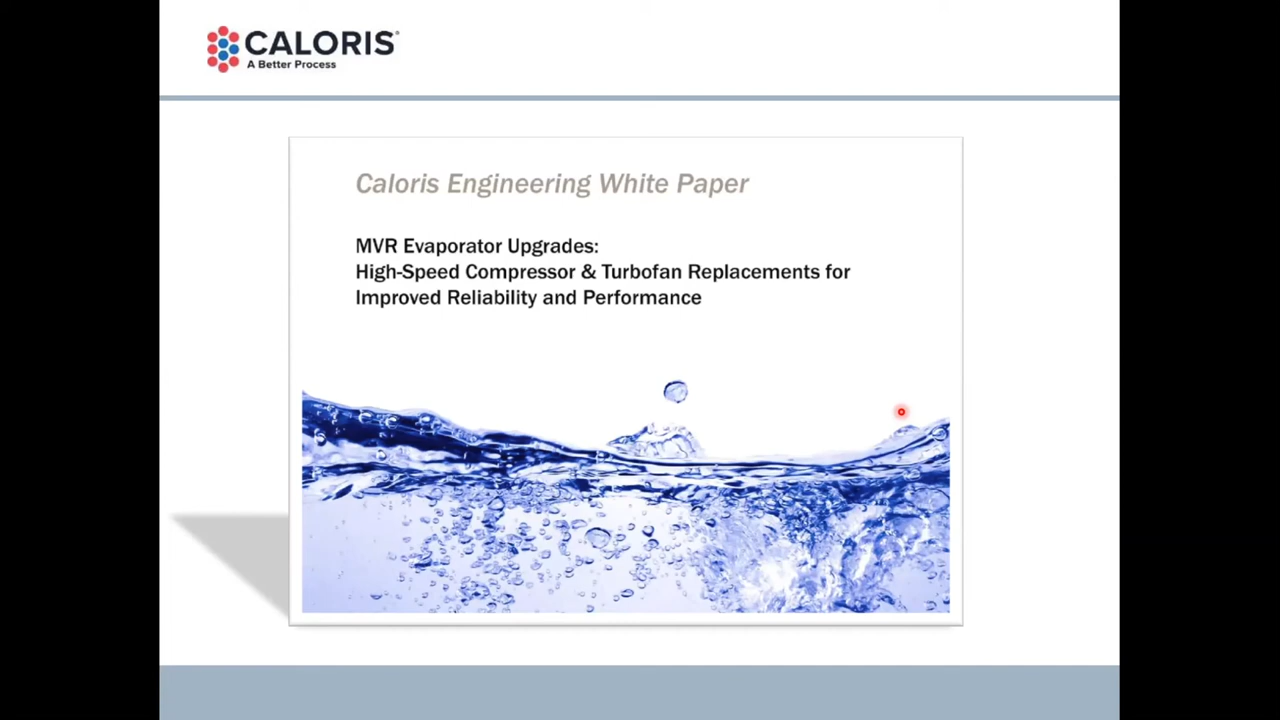 CALORIS®
A Better Process
Caloris Engineering White Paper
MVR Evaporator Upgrades:
High-Speed Compressor & Turbofan Replacements for
Improved Reliability and Performance